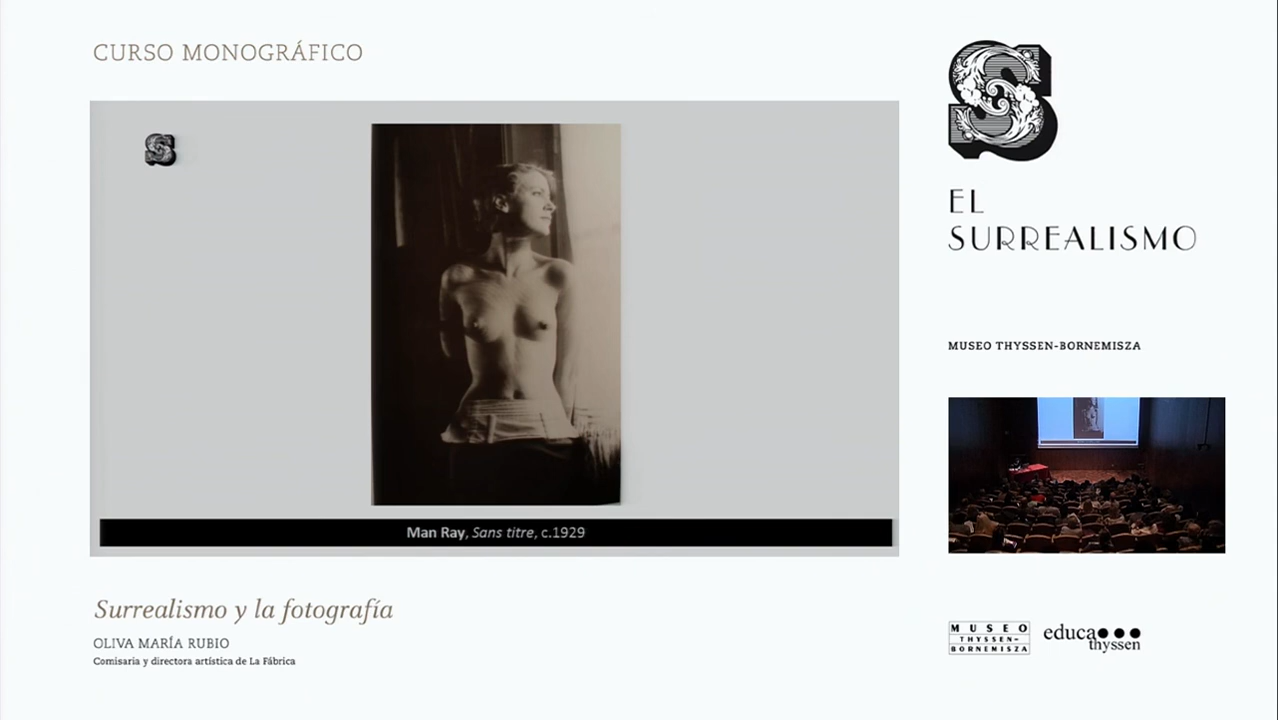 CURSO MONOGRÁFICO
S
S
EL
SURREALISMO
MUSEO THYSSEN-BORNEMISZA
Man Ray, Sans titre, c.1929
Surrealismo y la fotografía
OLIVA MARÍA RUBIO
Comisaria y directora artística de La Fábrica
MUSEO
THYSSEN-
BORNEMISZA
educa
thyssen